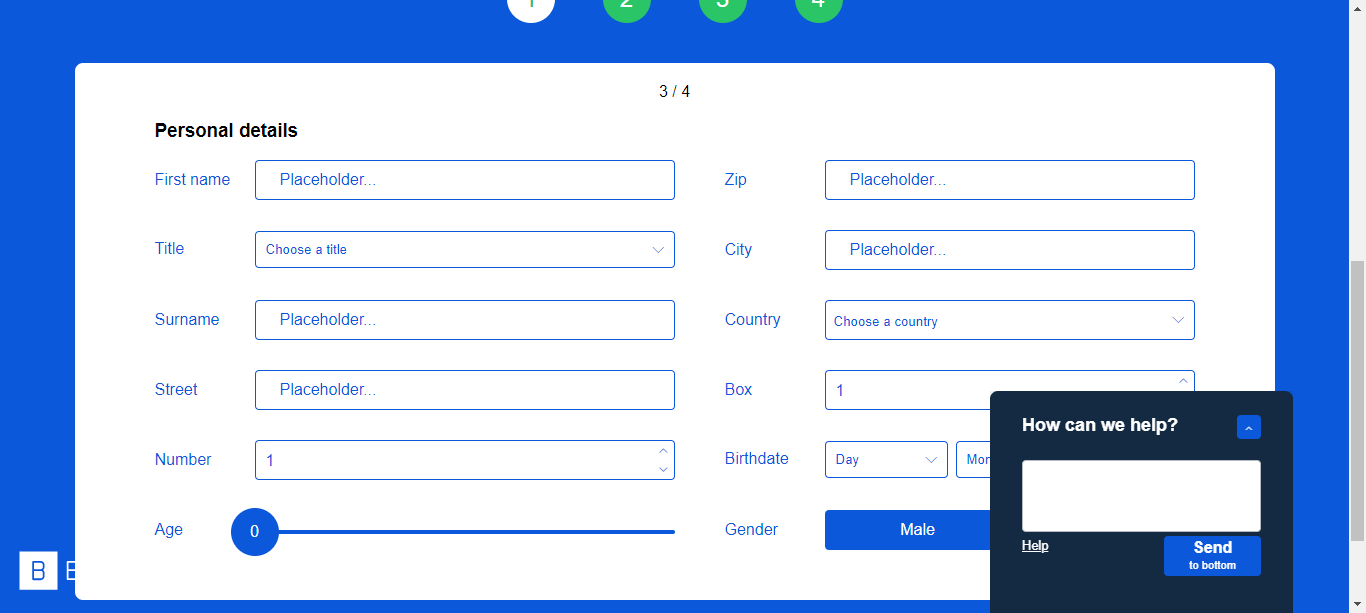 1 2 3 4
3 / 4
Personal details
First name Placeholder...
Zip Placeholder...
Title Choose a title
City Placeholder...
Surname Placeholder...
Country Choose a country
Street Placeholder...
Box 1
Number 1
Birthdate Day Mon
Age 0
Gender Male
How can we help?
Help
Send
to bottom
B